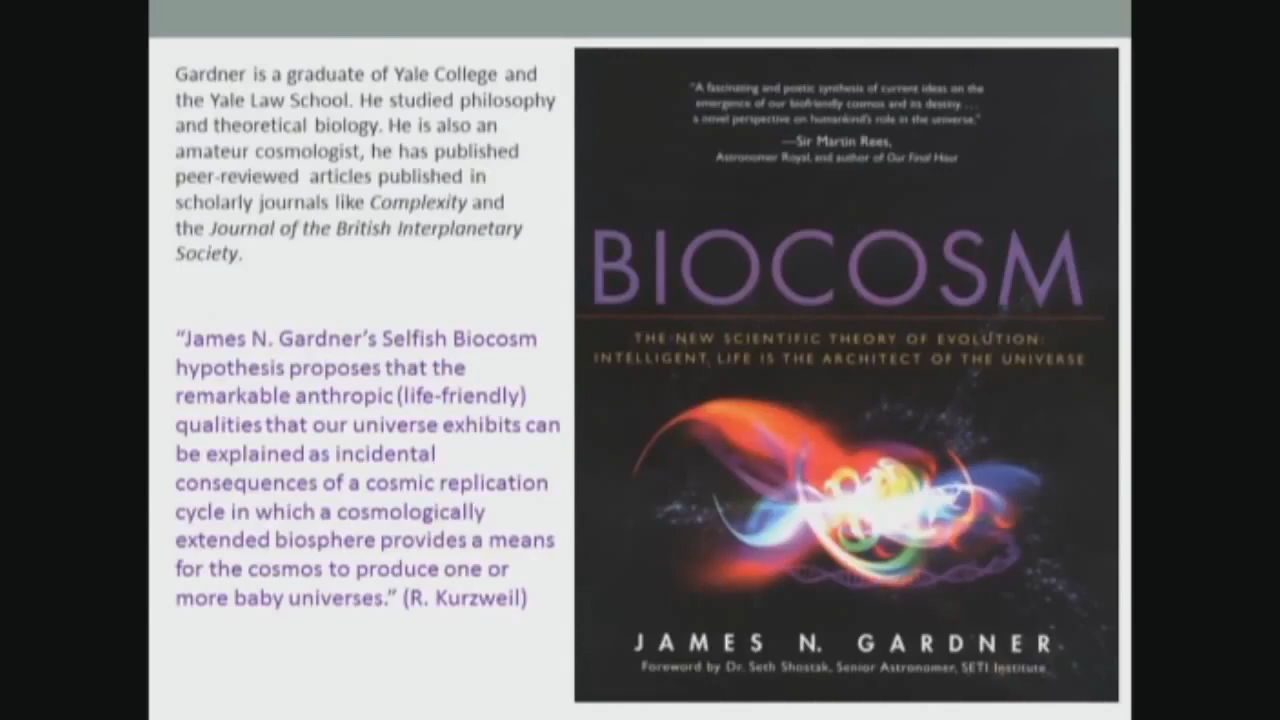 Gardner is a graduate of Yale College and
the Yale Law School. He studied philosophy
and theoretical biology. He is also an
amateur cosmologist, he has published
peer-reviewed articles published in
scholarly journals like Complexity and
the Journal of the British Interplanetary
Society.
“James N. Gardner’s Selfish Biocosm
hypothesis proposes that the
remarkable anthropic (life-friendly)
qualities that our universe exhibits can
be explained as incidental
consequences of a cosmic replication
cycle in which a cosmologically
extended biosphere provides a means
for the cosmos to produce one or
more baby universes.” (R. Kurzweil)
"A fascinating and poetic synthesis of current ideas on the
emergence of our biofriendly cosmos and its destiny . . .
a novel perspective on humankind's role in the universe."
—Sir Martin Rees,
Astronomer Royal, and author of Our Final Hour
BIOCOSM
THE NEW SCIENTIFIC THEORY OF EVOLUTION:
INTELLIGENT LIFE IS THE ARCHITECT OF THE UNIVERSE
JAMES N. GARDNER
Foreword by Dr. Seth Shostak, Senior Astronomer, SETI Institute